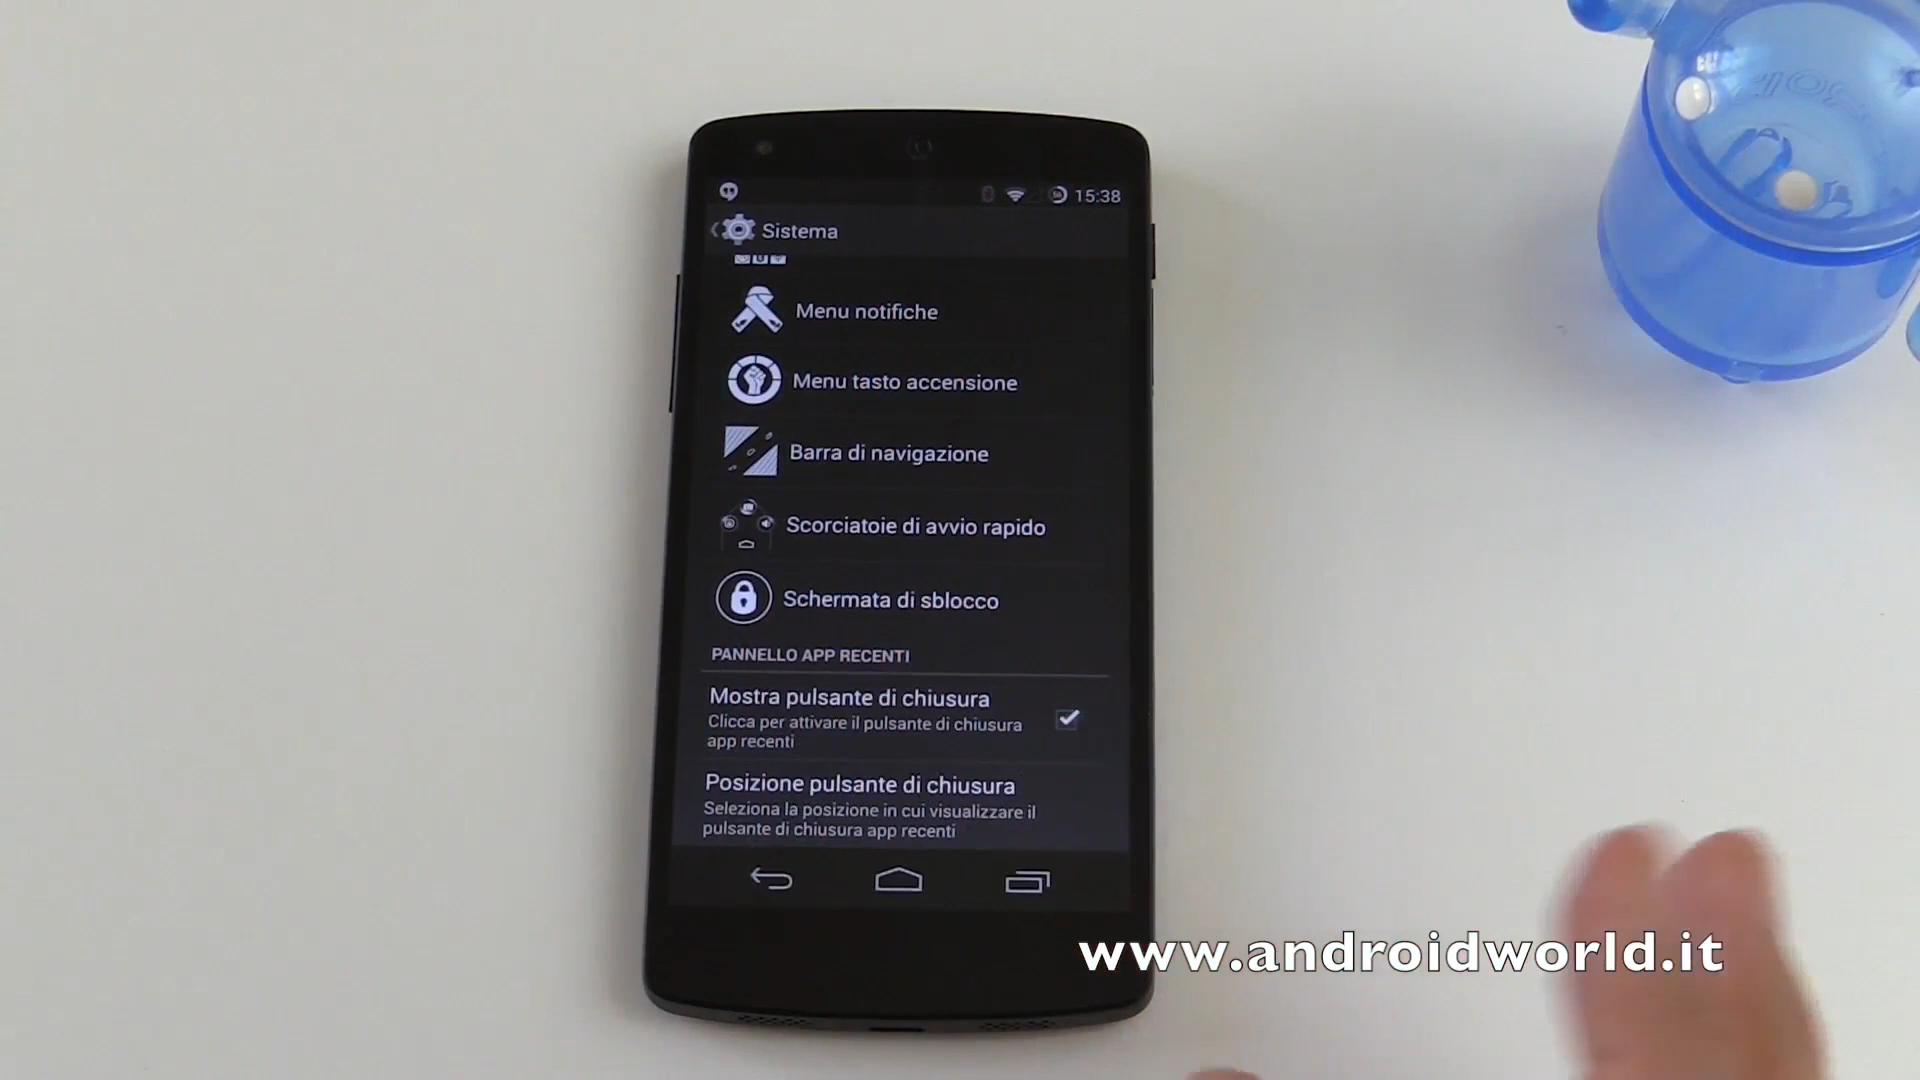 15:38
Sistema
Menu notifiche
Menu tasto accensione
Barra di navigazione
Scorciatoie di avvio rapido
Schermata di sblocco
PANNELLO APP RECENTI
Mostra pulsante di chiusura
Clicca per attivare il pulsante di chiusura
app recenti
Posizione pulsante di chiusura
Seleziona la posizione in cui visualizzare il
pulsante di chiusura app recenti
www.androidworld.it